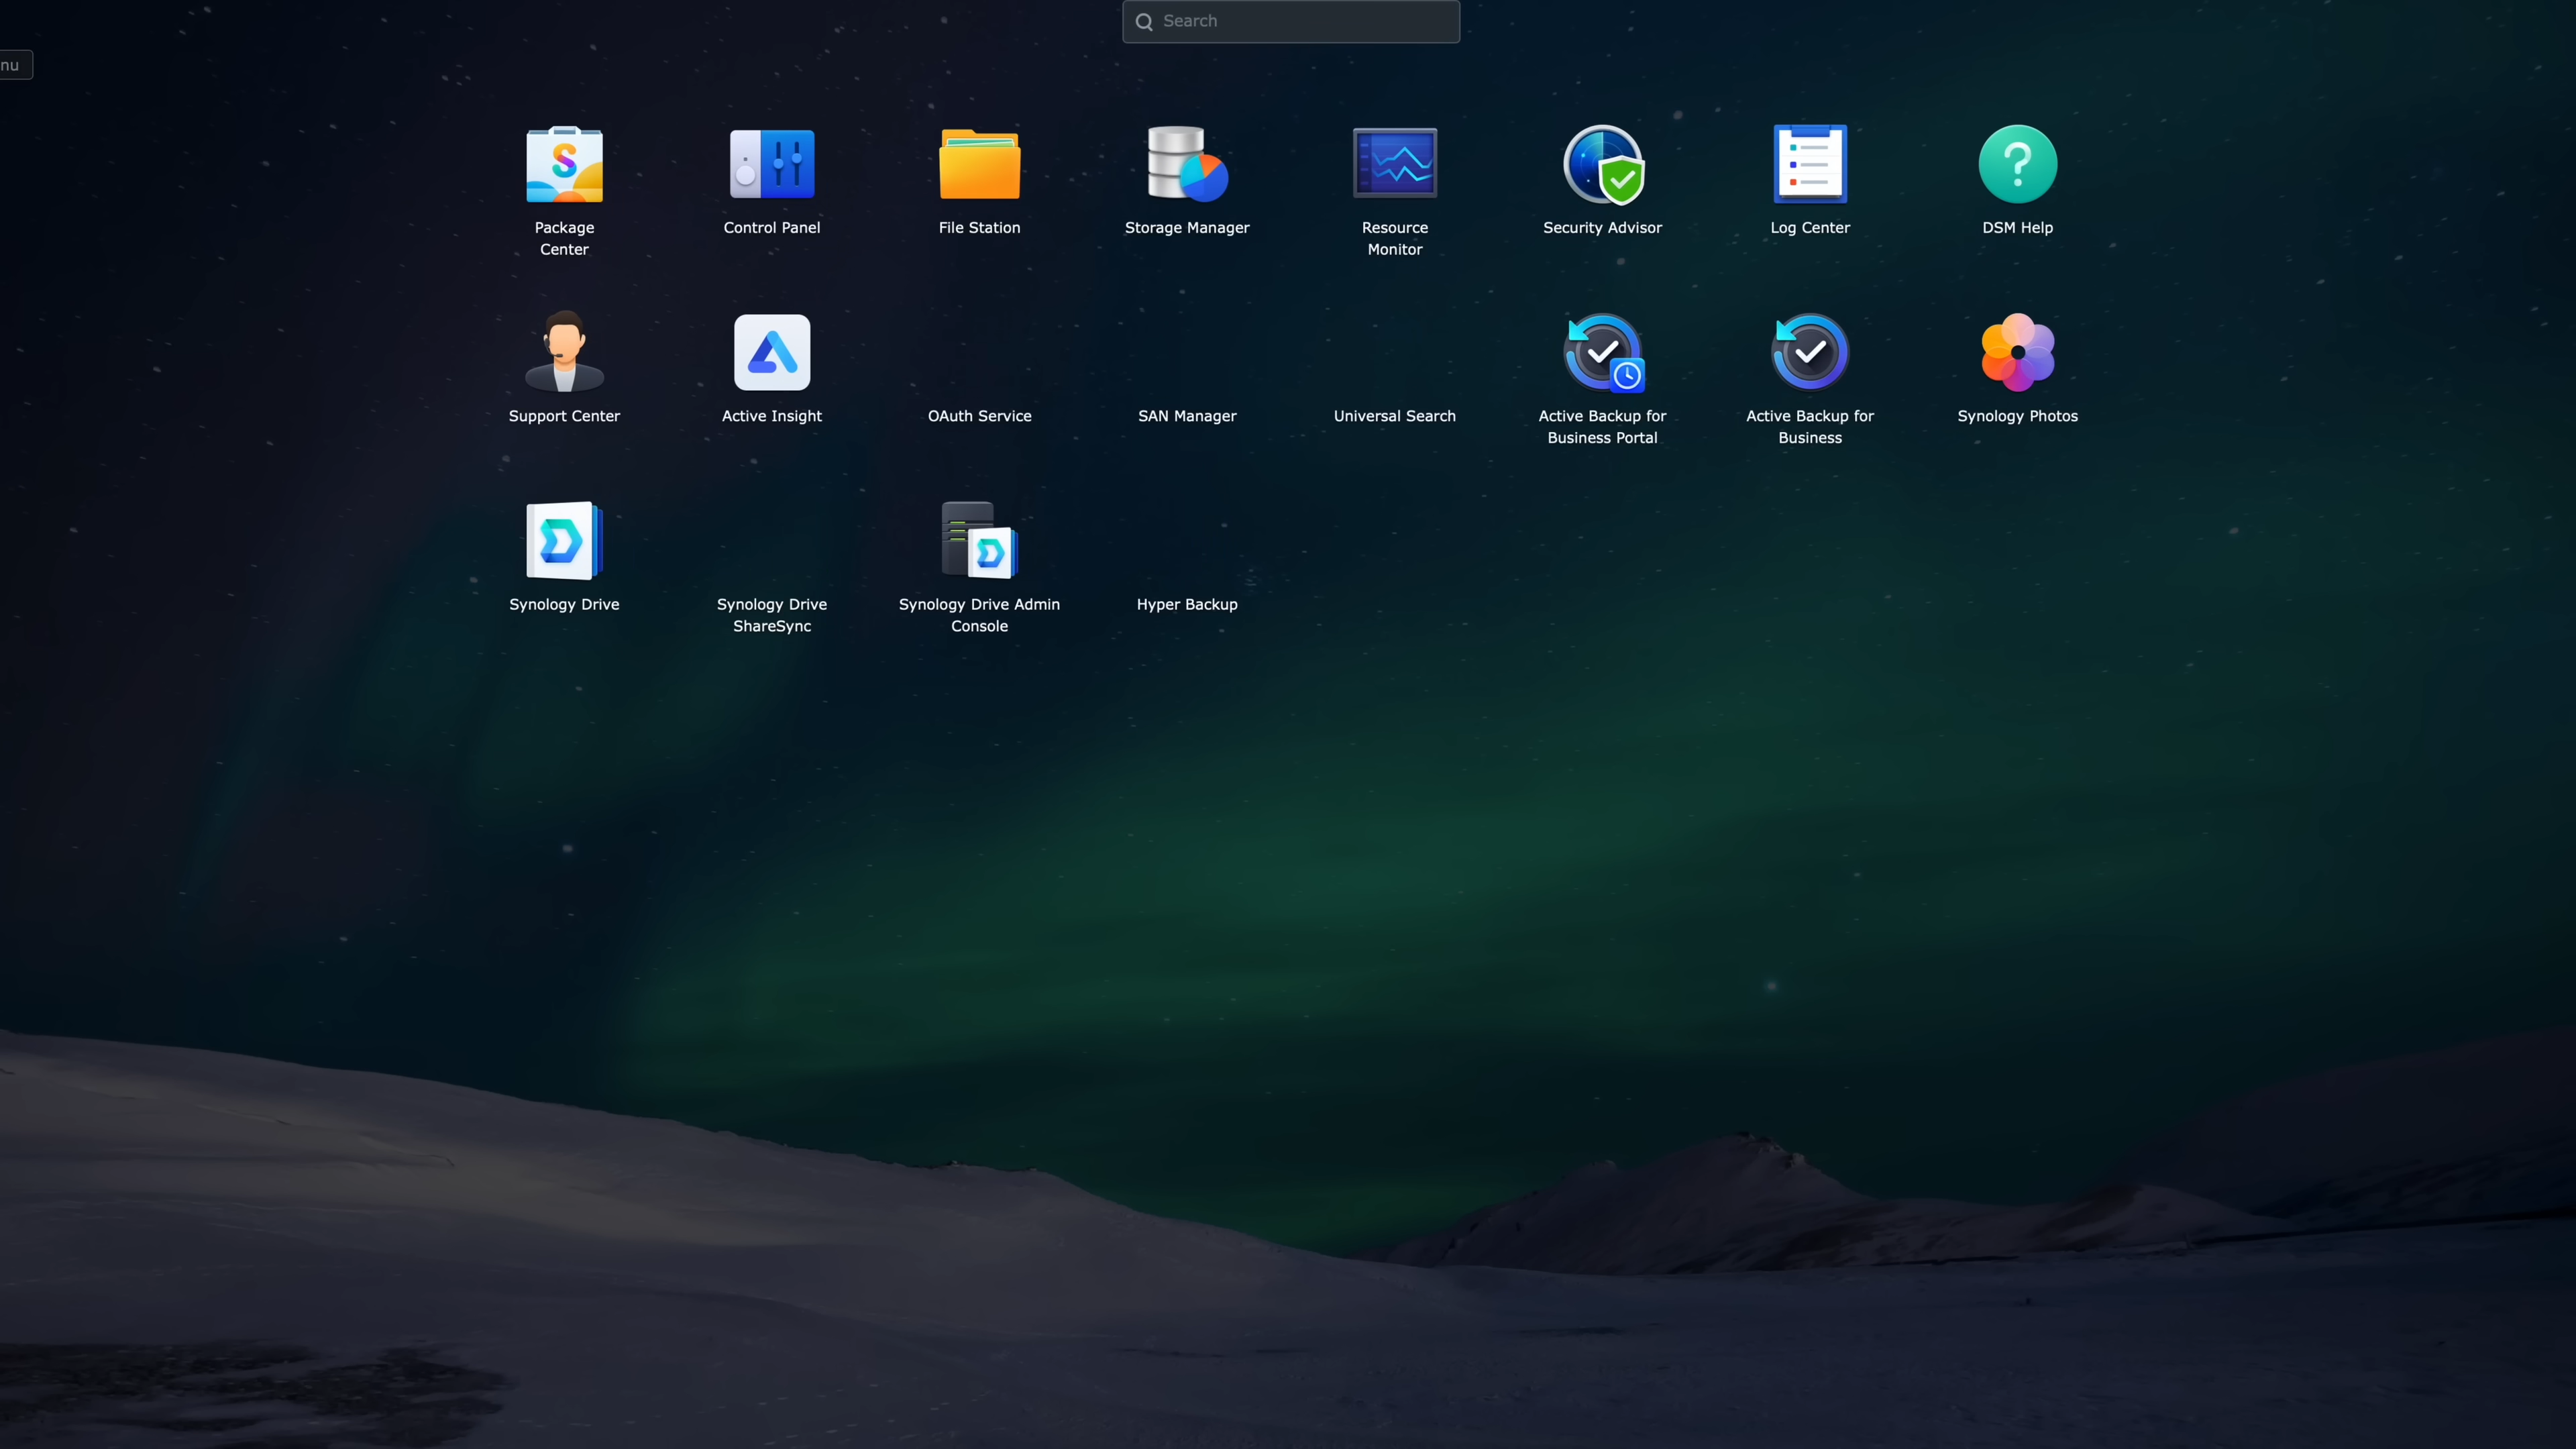 Search
nu
Package
Center
Control Panel
File Station
Storage Manager
Resource
Monitor
Security Advisor
Log Center
DSM Help
Support Center
Active Insight
OAuth Service
SAN Manager
Universal Search
Active Backup for
Business Portal
Active Backup for
Business
Synology Photos
Synology Drive
Synology Drive
ShareSync
Synology Drive Admin
Console
Hyper Backup